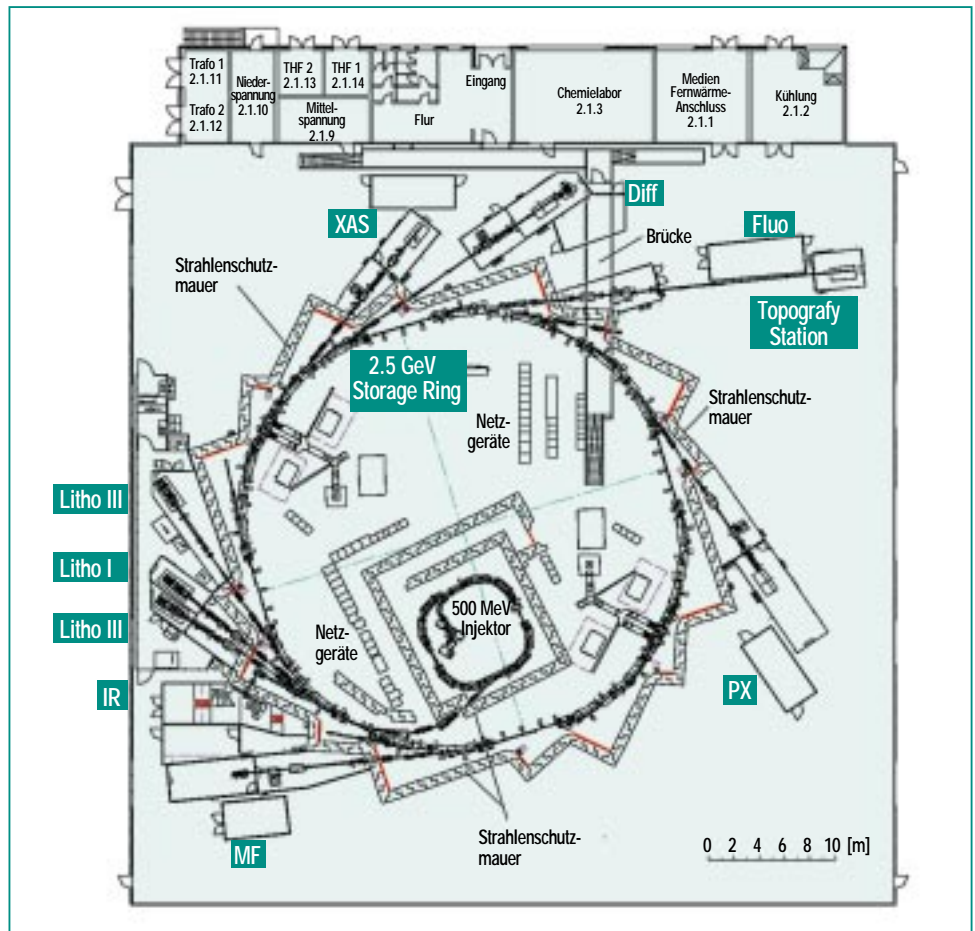 Trafo 1
2.1.11
Trafo 2
2.1.12
Nieder-
spannung
2.1.10
THF 2
2.1.13
THF 1
2.1.14
Mittel-
spannung
2.1.9
Flur
Eingang
Chemielabor
2.1.3
Medien
Fernwärme-
Anschluss
2.1.1
Kühlung
2.1.2
XAS
Diff
Fluo
Brücke
Strahlenschutz-
mauer
Topografy
Station
2.5 GeV
Storage Ring
Strahlenschutz-
mauer
Netz-
geräte
Litho III
Litho I
Litho III
500 MeV
Injektor
Netz-
geräte
IR
PX
MF
Strahlenschutz-
mauer
0 2 4 6 8 10 [m]